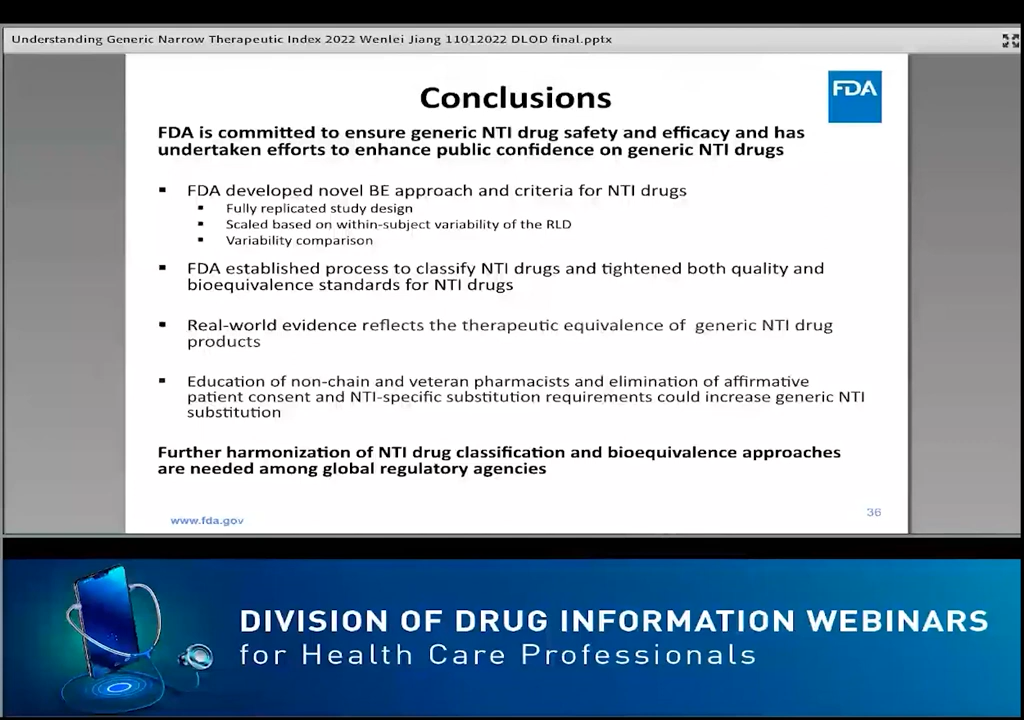 Understanding Generic Narrow Therapeutic Index 2022 Wenlei Jiang 11012022 DLOD final.pptx
Conclusions
FDA
FDA is committed to ensure generic NTI drug safety and efficacy and has
undertaken efforts to enhance public confidence on generic NTI drugs
▪ FDA developed novel BE approach and criteria for NTI drugs
▪ Fully replicated study design
▪ Scaled based on within-subject variability of the RLD
▪ Variability comparison
▪ FDA established process to classify NTI drugs and tightened both quality and
bioequivalence standards for NTI drugs
▪ Real-world evidence reflects the therapeutic equivalence of generic NTI drug
products
▪ Education of non-chain and veteran pharmacists and elimination of affirmative
patient consent and NTI-specific substitution requirements could increase generic NTI
substitution
Further harmonization of NTI drug classification and bioequivalence approaches
are needed among global regulatory agencies
www.fda.gov
36
DIVISION OF DRUG INFORMATION WEBINARS
for Health Care Professionals